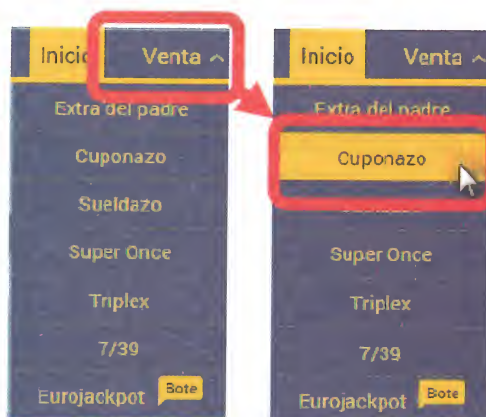 Inicio Venta
Extra del padre
Cuponazo
Sueldazo
Super Once
Triplex
7/39
Eurojackpot Bote
Inicio Venta
Extra del padre
Cuponazo
Super Once
Triplex
7/39
Eurojackpot Bote